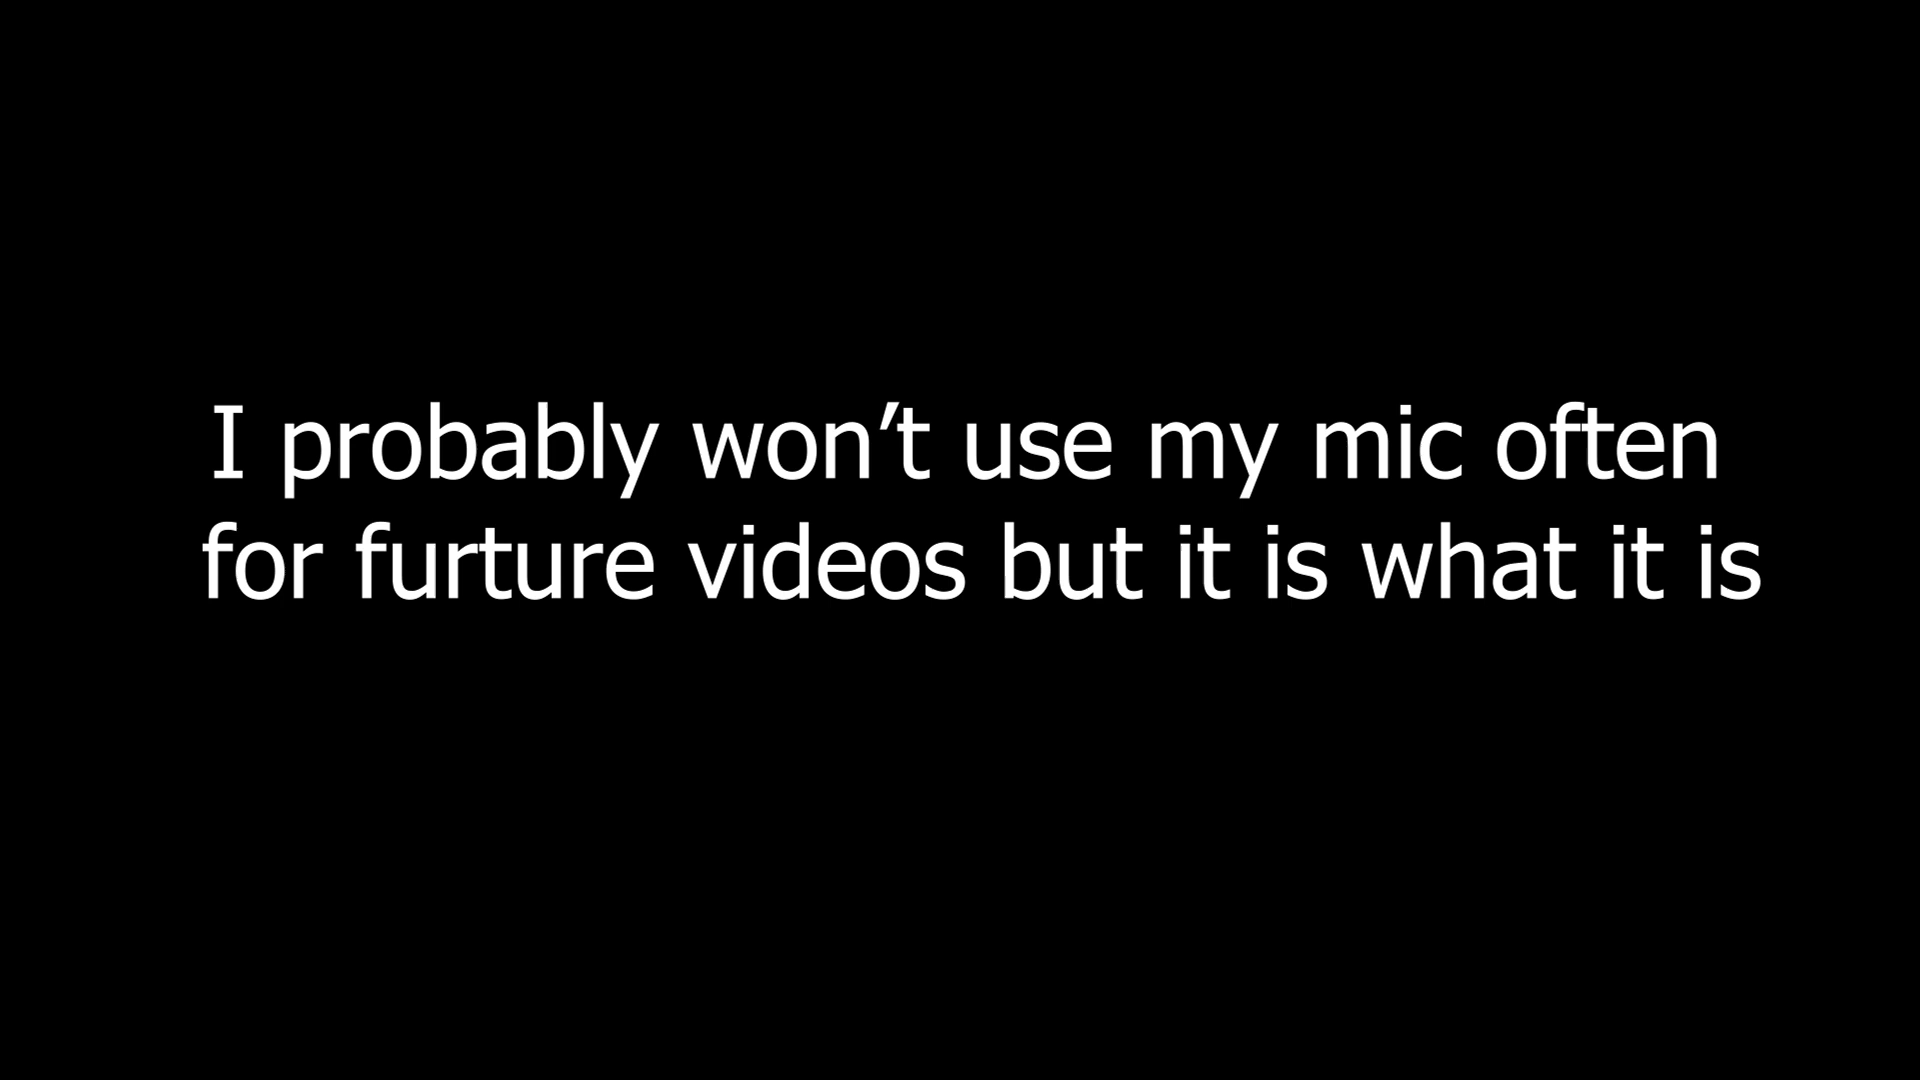 I probably won’t use my mic often
for furture videos but it is what it is